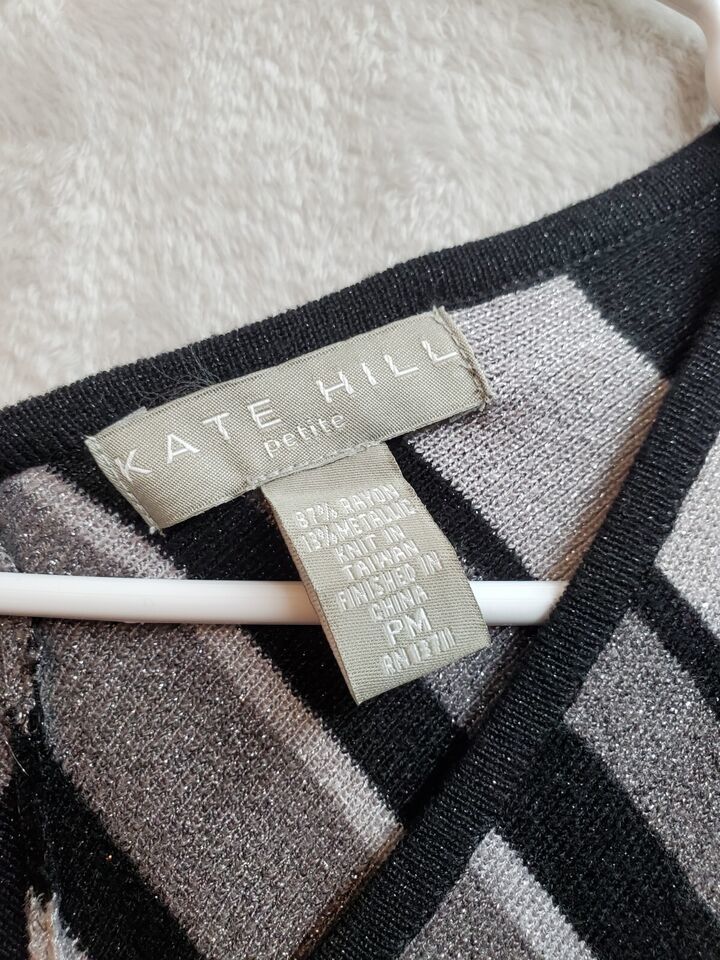 KATE HILL
petite
87% RAYON
13% METALLIC
KNIT IN
TAIWAN
FINISHED IN
CHINA
PM
RN 13711